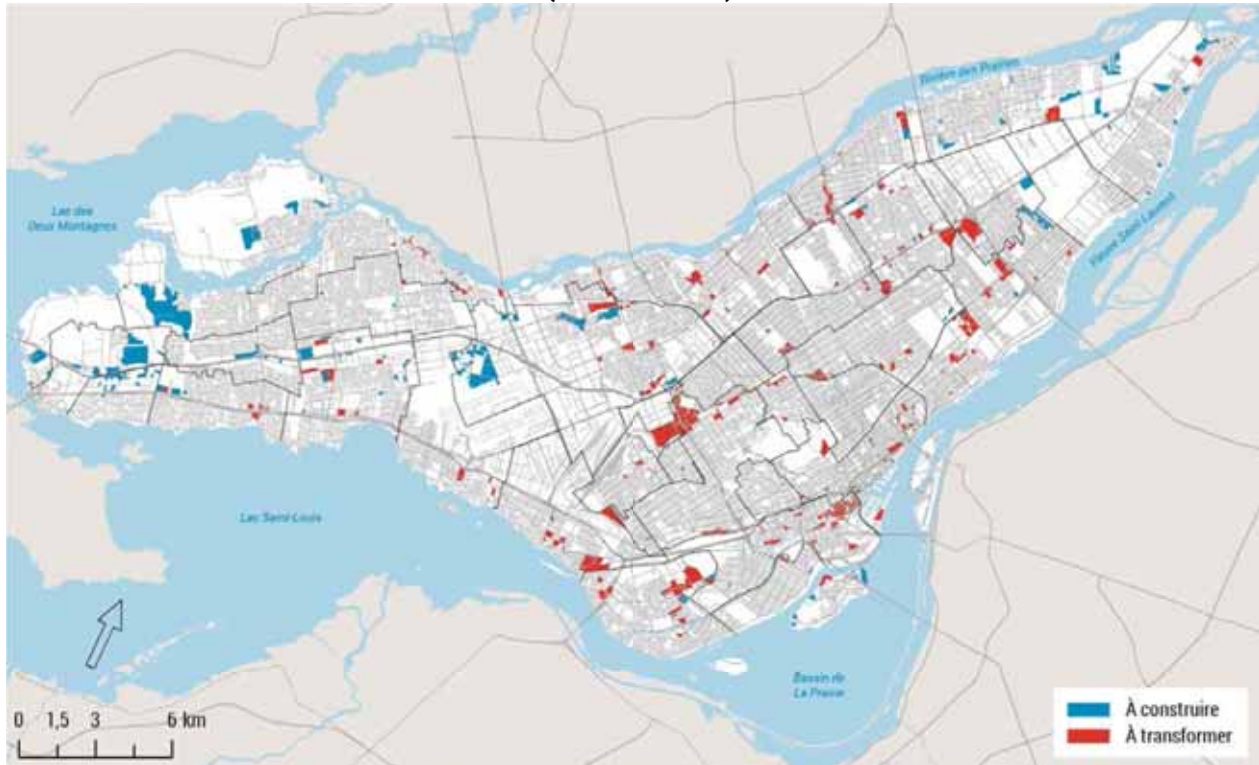 Rivière des Prairies
Lac des
Deux Montagnes
Fleuve Saint-Laurent
Lac Saint-Louis
Bassin de
La Prairie
0 1,5 3 6 km
À construire
À transformer